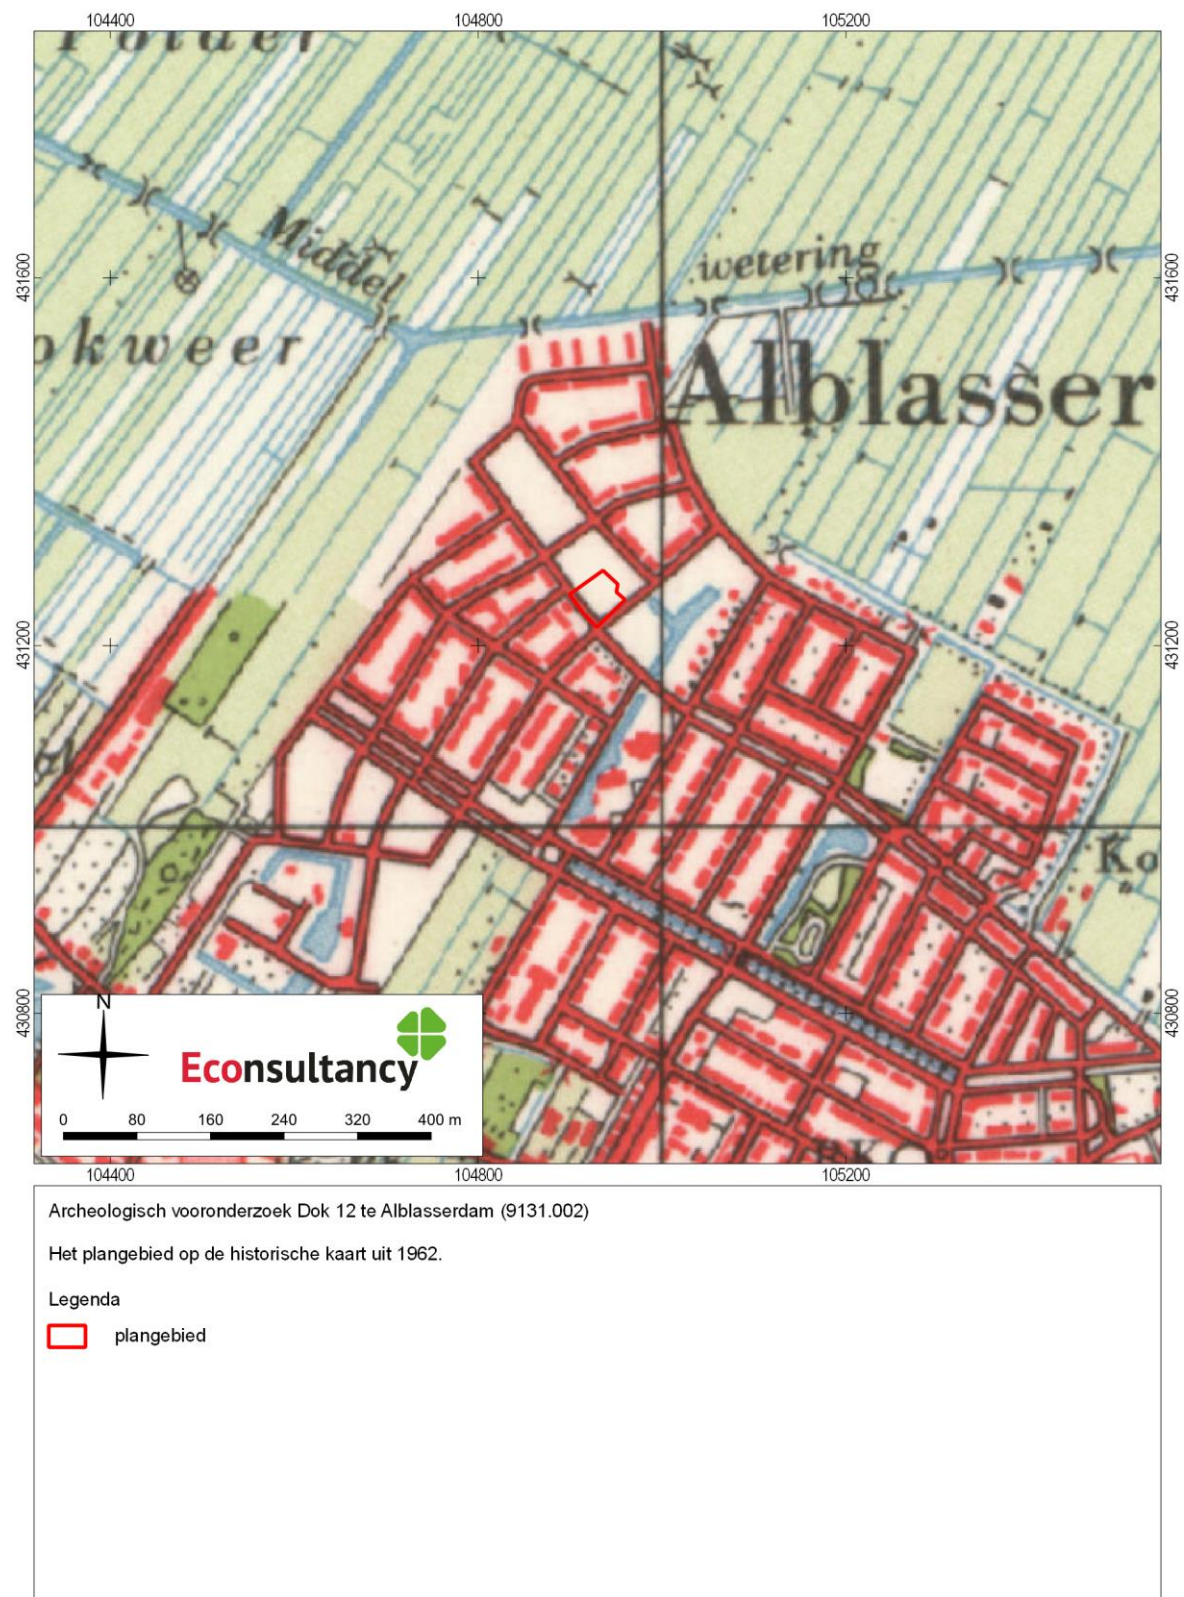 104400 104800 105200
Polder
431600 431600
Middel
wetering
okweer
Alblasser
431200 431200
Ko
430800 430800
N
Econsultancy
0 80 160 240 320 400 m
104400 104800 105200
Archeologisch vooronderzoek Dok 12 te Alblasserdam (9131.002)
Het plangebied op de historische kaart uit 1962.
Legenda
plangebied